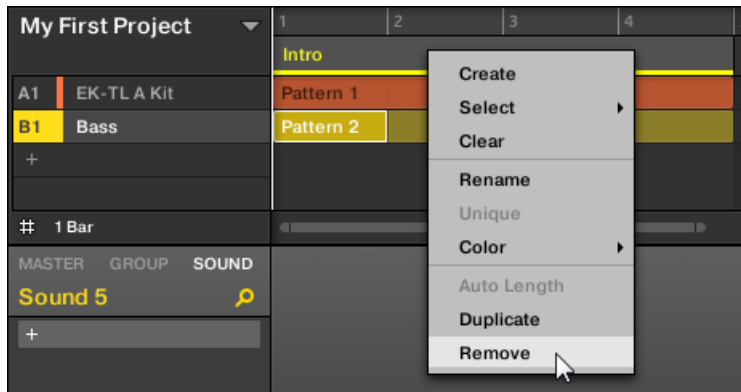 My First Project
1 2 3 4
Intro
A1 EK-TL A Kit
Pattern 1
B1 Bass
Pattern 2
+
1 Bar
MASTER GROUP SOUND
Sound 5
+
Create
Select
Clear
Rename
Unique
Color
Auto Length
Duplicate
Remove